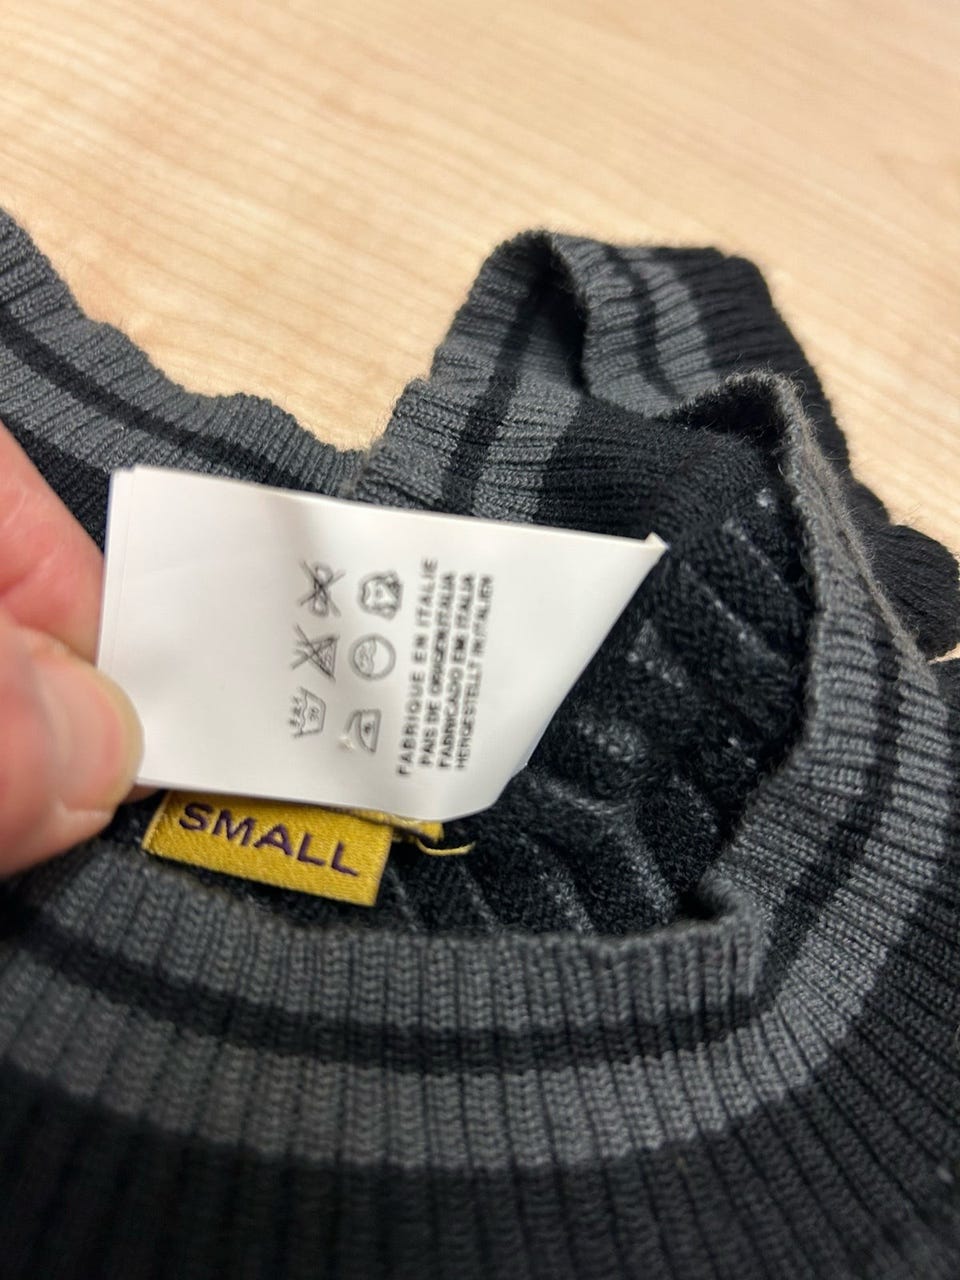 FABRIQUE EN ITALIE
PAIS DE ORIGEN ITALIA
FABRICADO EM ITALIA
HERGESTELLT IN ITALIEN
SMALL